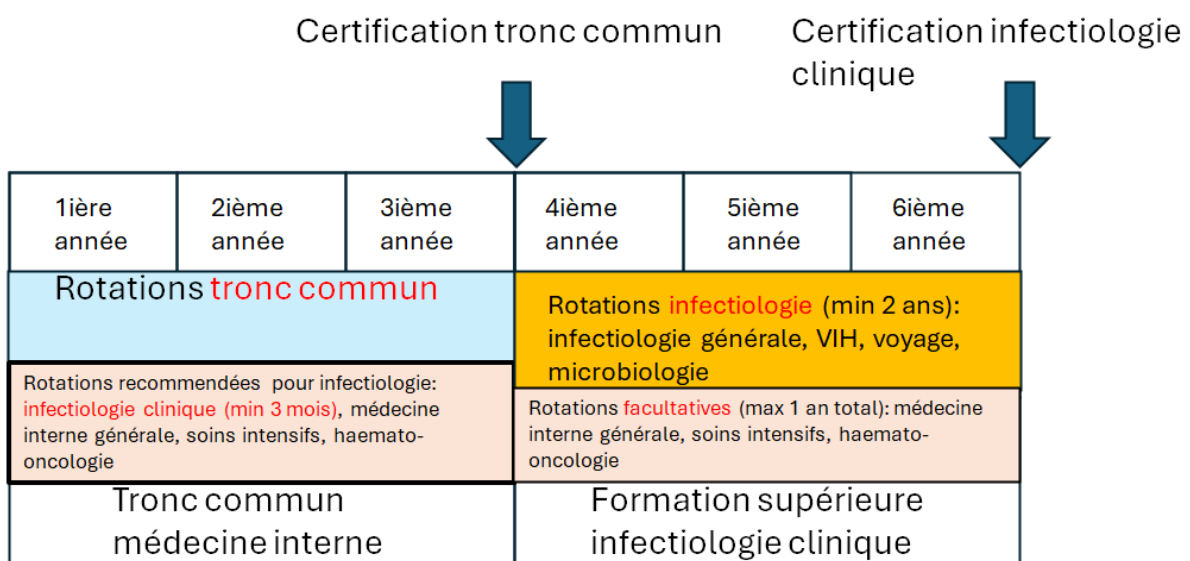 Certification tronc commun
Certification infectiologie
clinique
1ière
année
2ième
année
3ième
année
4ième
année
5ième
année
6ième
année
Rotations tronc commun
Rotations infectiologie (min 2 ans):
infectiologie générale, VIH, voyage,
microbiologie
Rotations recommendées pour infectiologie:
infectiologie clinique (min 3 mois), médecine
interne générale, soins intensifs, haemato-
oncologie
Rotations facultatives (max 1 an total): médecine
interne générale, soins intensifs, haemato-
oncologie
Tronc commun
médecine interne
Formation supérieure
infectiologie clinique